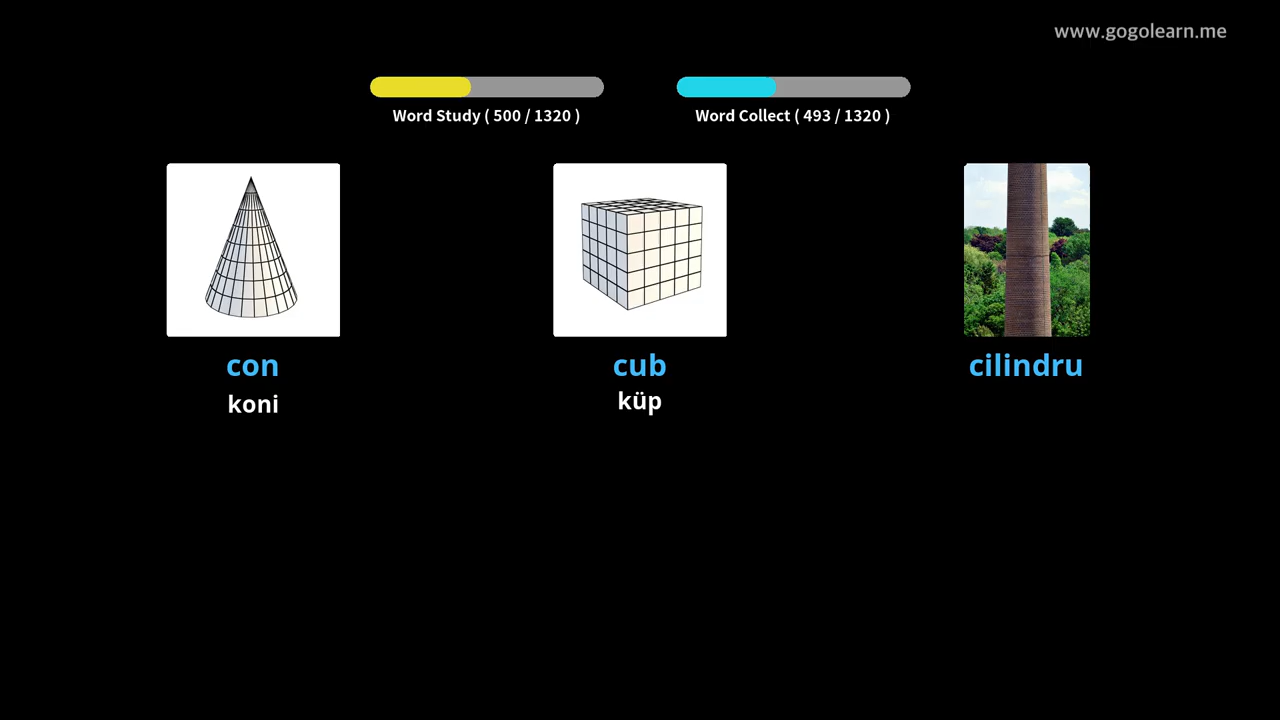 www.gogolearn.me
Word Study ( 500 / 1320 )
Word Collect ( 493 / 1320 )
con
cub
cilindru
koni
küp